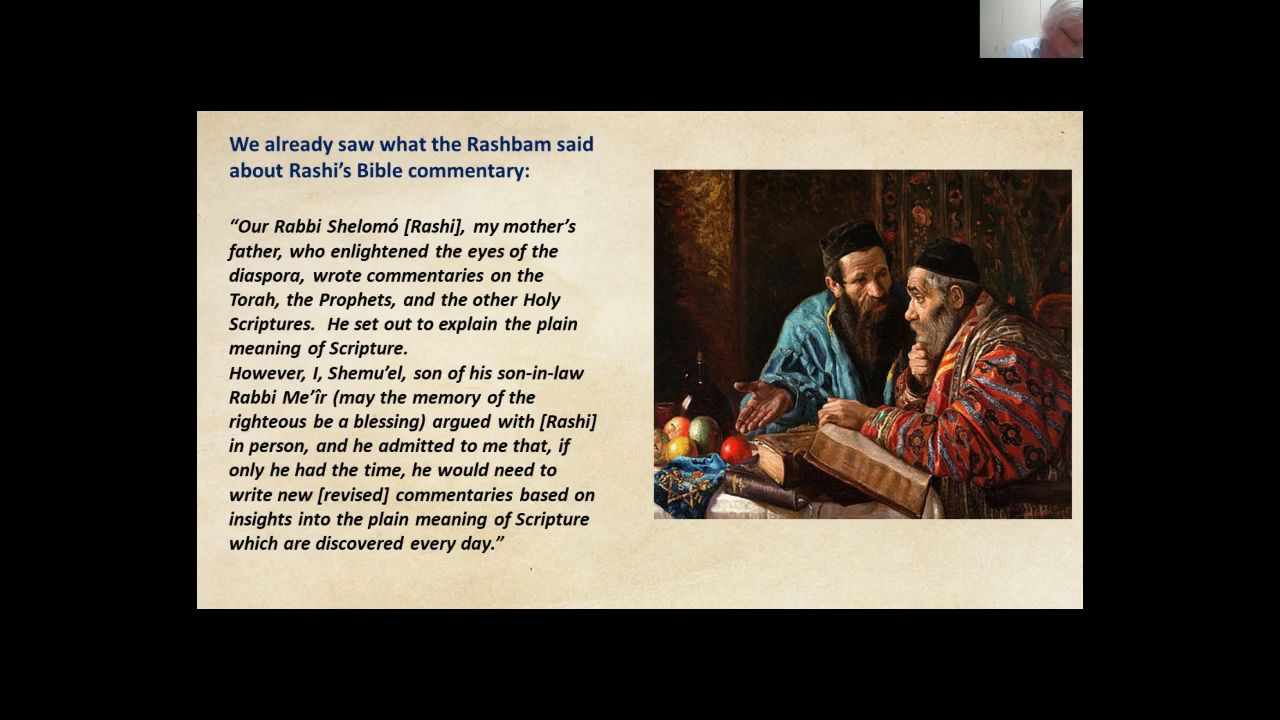 We already saw what the Rashbam said
about Rashi’s Bible commentary:
“Our Rabbi Shelomó [Rashi], my mother’s
father, who enlightened the eyes of the
diaspora, wrote commentaries on the
Torah, the Prophets, and the other Holy
Scriptures.  He set out to explain the plain
meaning of Scripture.
However, I, Shemu’el, son of his son-in-law
Rabbi Me’îr (may the memory of the
righteous be a blessing) argued with [Rashi]
in person, and he admitted to me that, if
only he had the time, he would need to
write new [revised] commentaries based on
insights into the plain meaning of Scripture
which are discovered every day.”